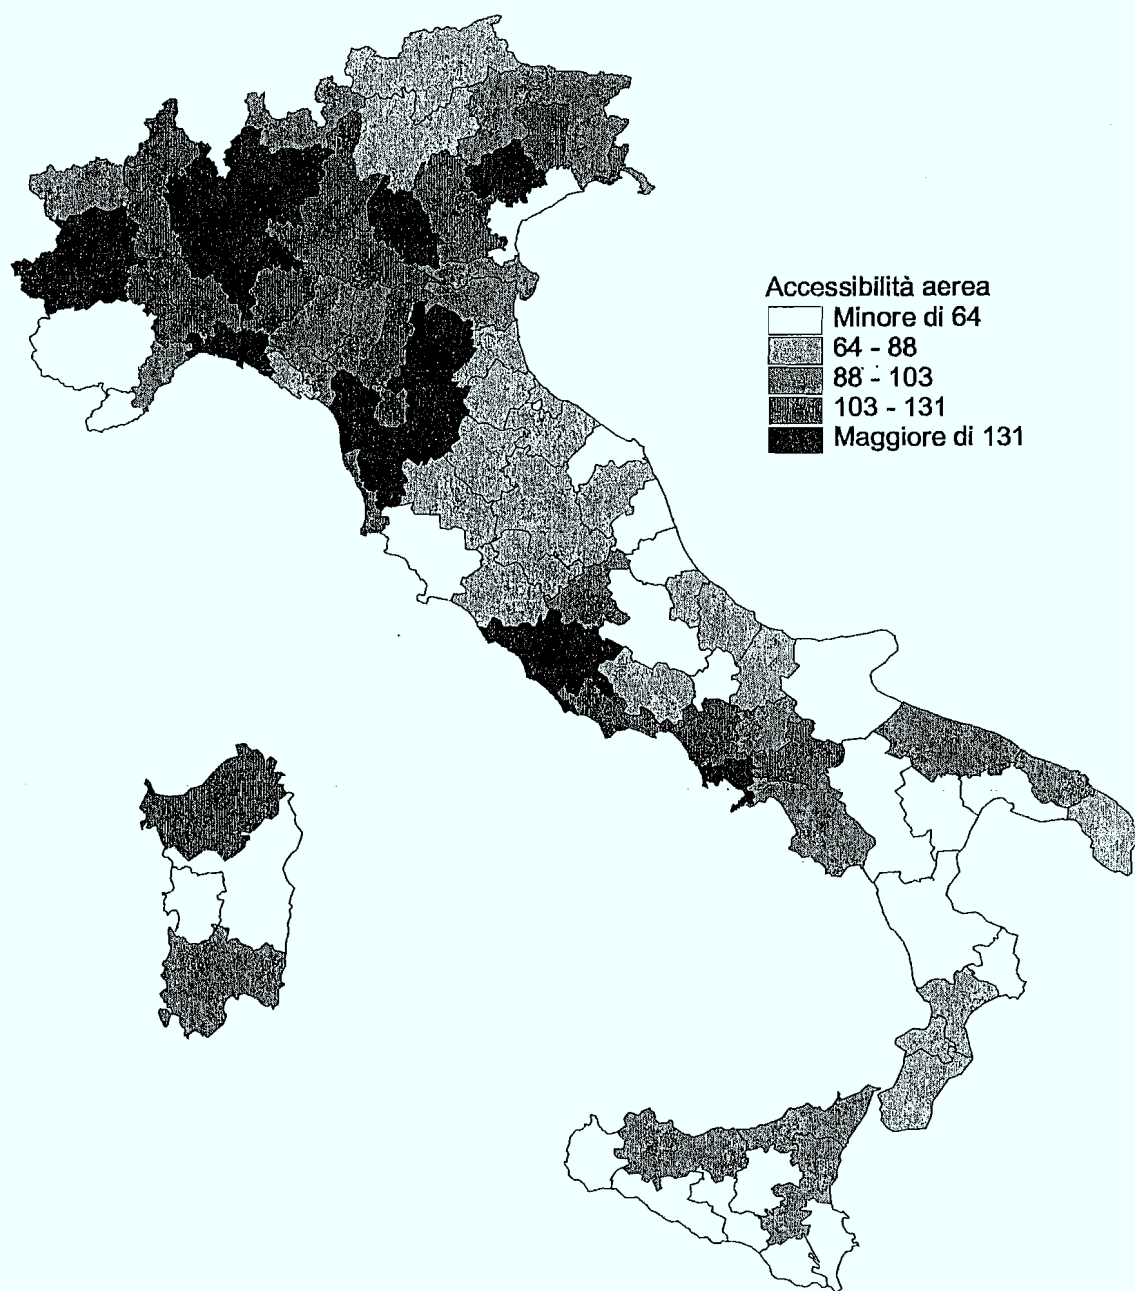 Accessibilità aerea
Minore di 64
64 - 88
88 - 103
103 - 131
Maggiore di 131